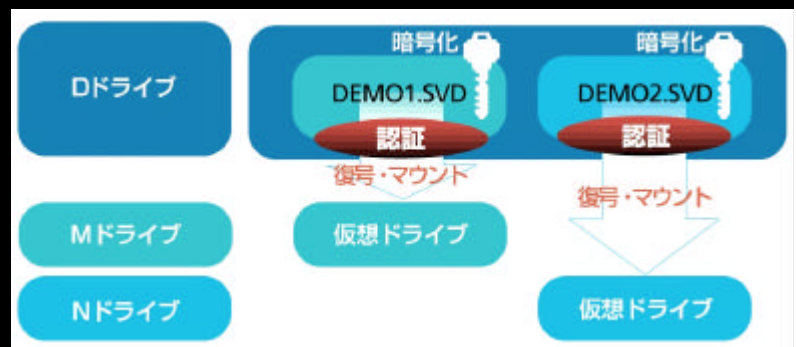 Dドライブ
暗号化
DEMO1.SVD
認証
復号・マウント
暗号化
DEMO2.SVD
認証
復号・マウント
Mドライブ
仮想ドライブ
Nドライブ
仮想ドライブ